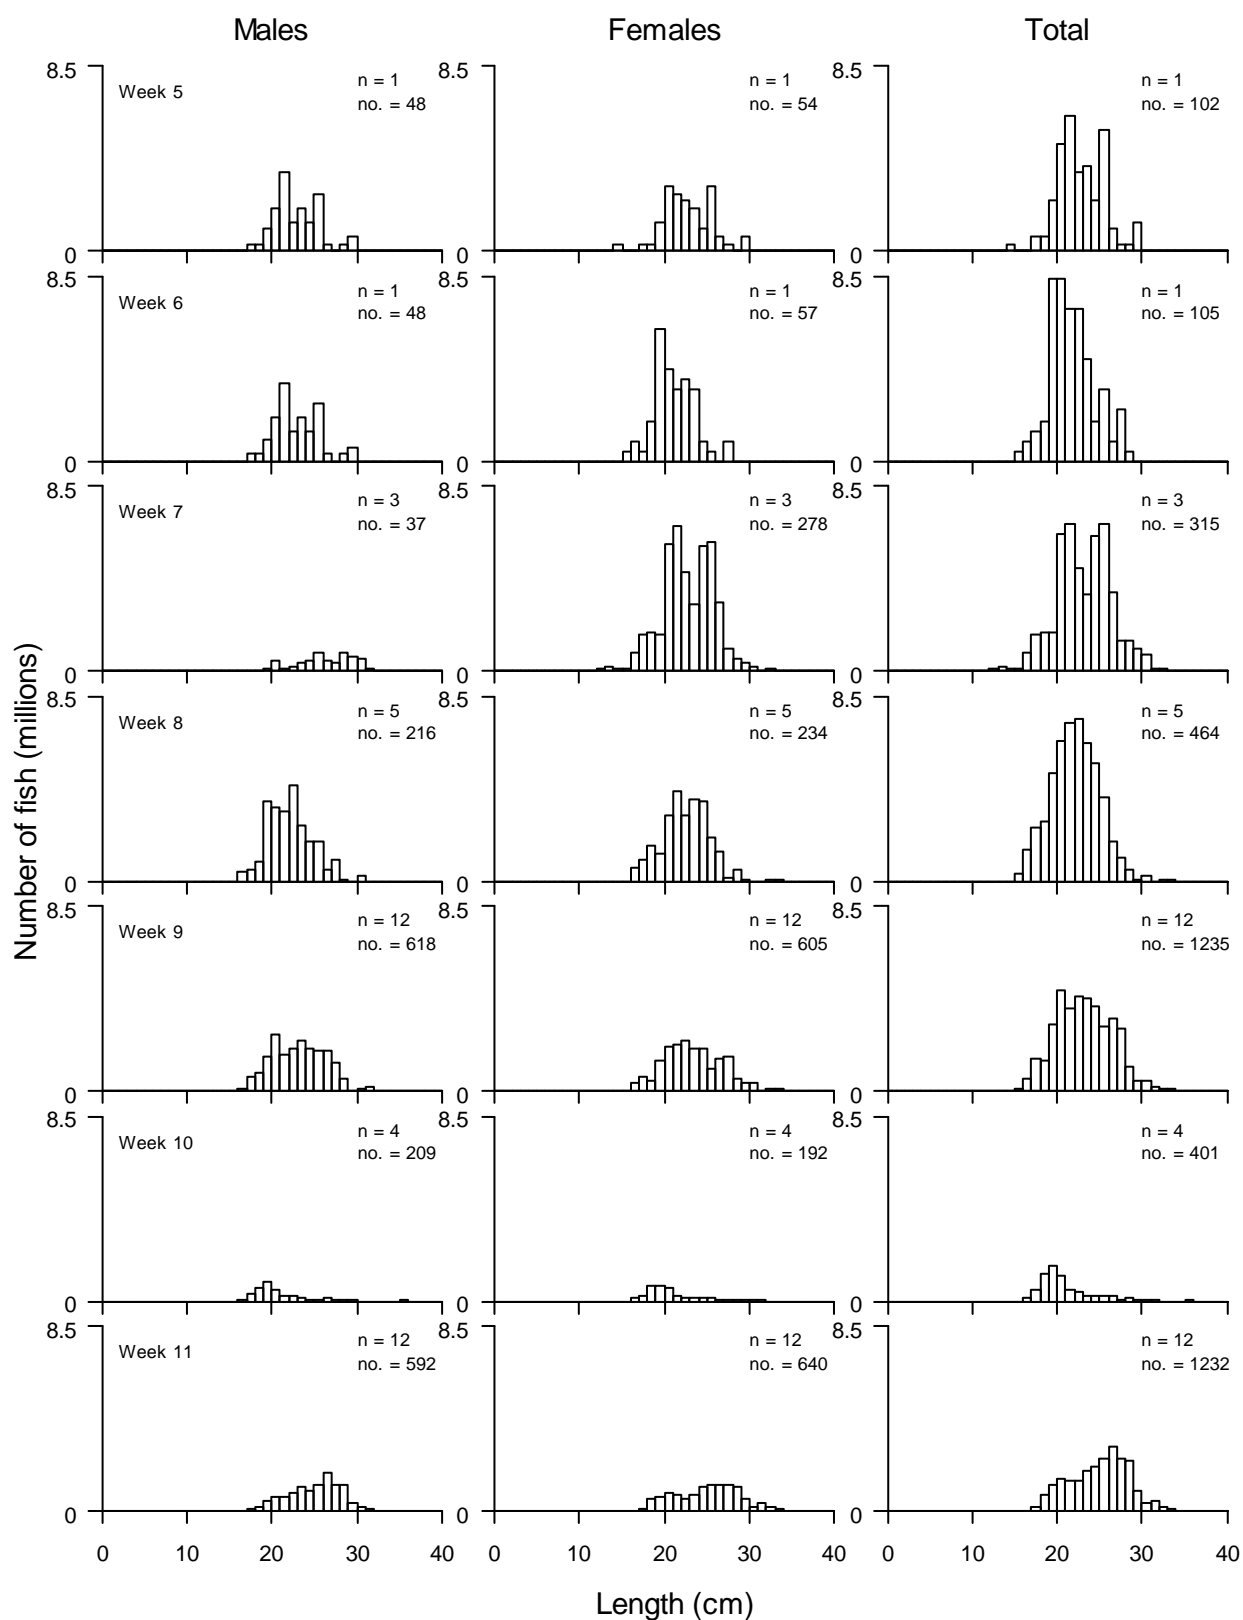 Males Females Total
8.5 8.5 8.5
Week 5 n = 1 n = 1 n = 1
no. = 48 no. = 54 no. = 102
0 0 0
8.5 8.5 8.5
Week 6 n = 1 n = 1 n = 1
no. = 48 no. = 57 no. = 105
0 0 0
8.5 8.5 8.5
Week 7 n = 3 n = 3 n = 3
no. = 37 no. = 278 no. = 315
0 0 0
8.5 8.5 8.5
Week 8 n = 5 n = 5 n = 5
no. = 216 no. = 234 no. = 464
0 0 0
8.5 8.5 8.5
Week 9 n = 12 n = 12 n = 12
no. = 618 no. = 605 no. = 1235
0 0 0
8.5 8.5 8.5
Week 10 n = 4 n = 4 n = 4
no. = 209 no. = 192 no. = 401
0 0 0
8.5 8.5 8.5
Week 11 n = 12 n = 12 n = 12
no. = 592 no. = 640 no. = 1232
0 0 0
0 10 20 30 40 0 10 20 30 40 0 10 20 30 40
Length (cm)
Number of fish (millions)